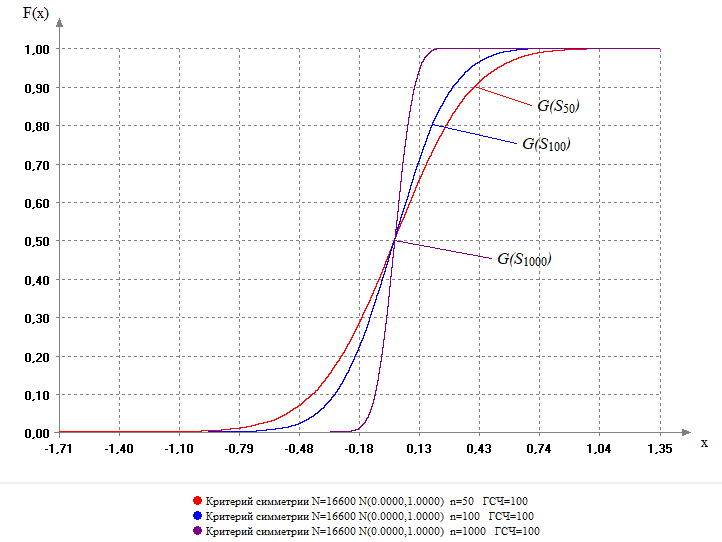 F(x)
1,00
0,90
G(S50)
0,80
G(S100)
0,70
0,60
0,50
G(S1000)
0,40
0,30
0,20
0,10
0,00
-1,71 -1,40 -1,10 -0,79 -0,48 -0,18 0,13 0,43 0,74 1,04 1,35
x
Критерий симметрии N=16600 N(0.0000,1.0000) n=50 ГСЧ=100
Критерий симметрии N=16600 N(0.0000,1.0000) n=100 ГСЧ=100
Критерий симметрии N=16600 N(0.0000,1.0000) n=1000 ГСЧ=100